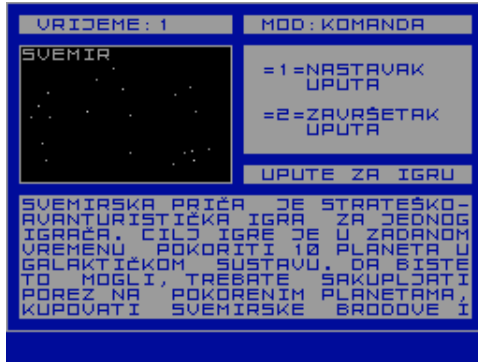 VRIJEME:1
MOD:KOMANDA
SVEMIR
=1=NASTAVAK
UPUTA
=2=ZAVRŠETAK
UPUTA
UPUTE ZA IGRU
SVEMIRSKA PRIČA JE STRATEŠKO-
AVANTURISTIČKA IGRA ZA JEDNOG
IGRAČA. CILJ IGRE JE U ZADANOM
VREMENU POKORITI 10 PLANETA U
GALAKTIČKOM SUSTAVU. DA BISTE
TO MOGLI, TREBATE SAKUPLJATI
POREZ NA POKORENIM PLANETAMA,
KUPOVATI SVEMIRSKE BRODOVE I